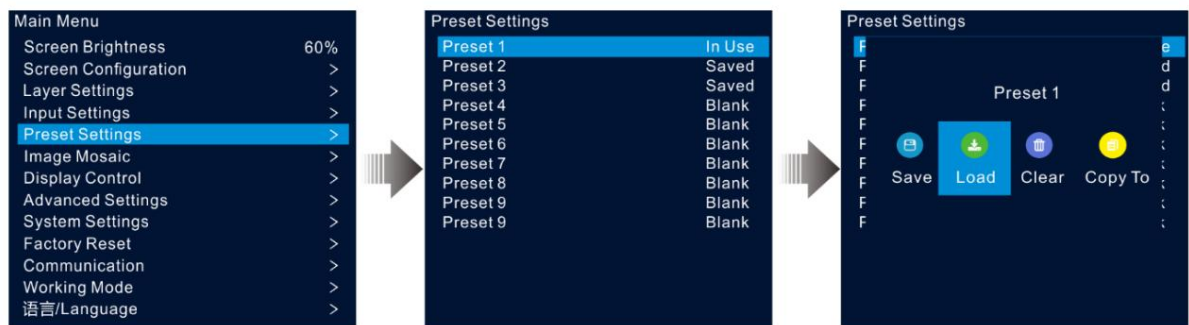 Main Menu
Screen Brightness 60%
Screen Configuration >
Layer Settings >
Input Settings >
Preset Settings >
Image Mosaic >
Display Control >
Advanced Settings >
System Settings >
Factory Reset >
Communication >
Working Mode >
语言/Language >
Preset Settings
Preset 1 In Use
Preset 2 Saved
Preset 3 Saved
Preset 4 Blank
Preset 5 Blank
Preset 6 Blank
Preset 7 Blank
Preset 8 Blank
Preset 9 Blank
Preset 9 Blank
Preset Settings
Preset 1
Save Load Clear Copy To